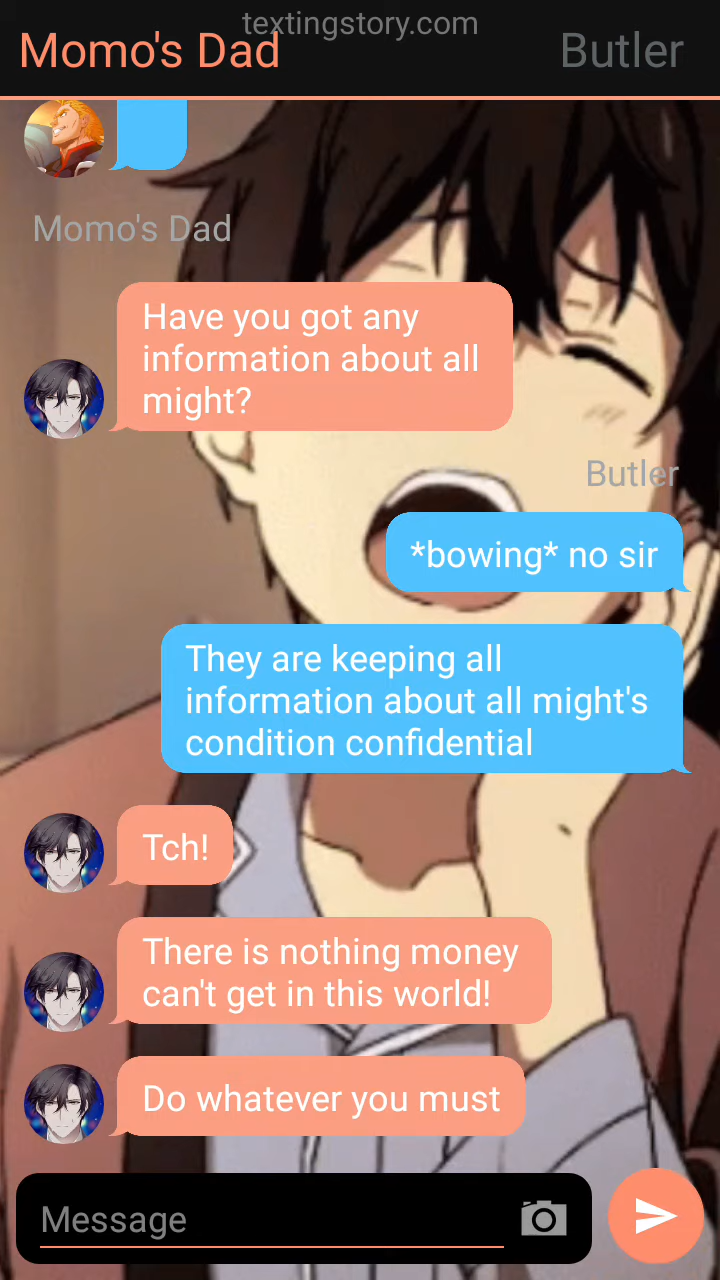 textingstory.com
Momo's Dad
Butler
Momo's Dad
Have you got any
information about all
might?
Butler
*bowing* no sir
They are keeping all
information about all might's
condition confidential
Tch!
There is nothing money
can't get in this world!
Do whatever you must
Message